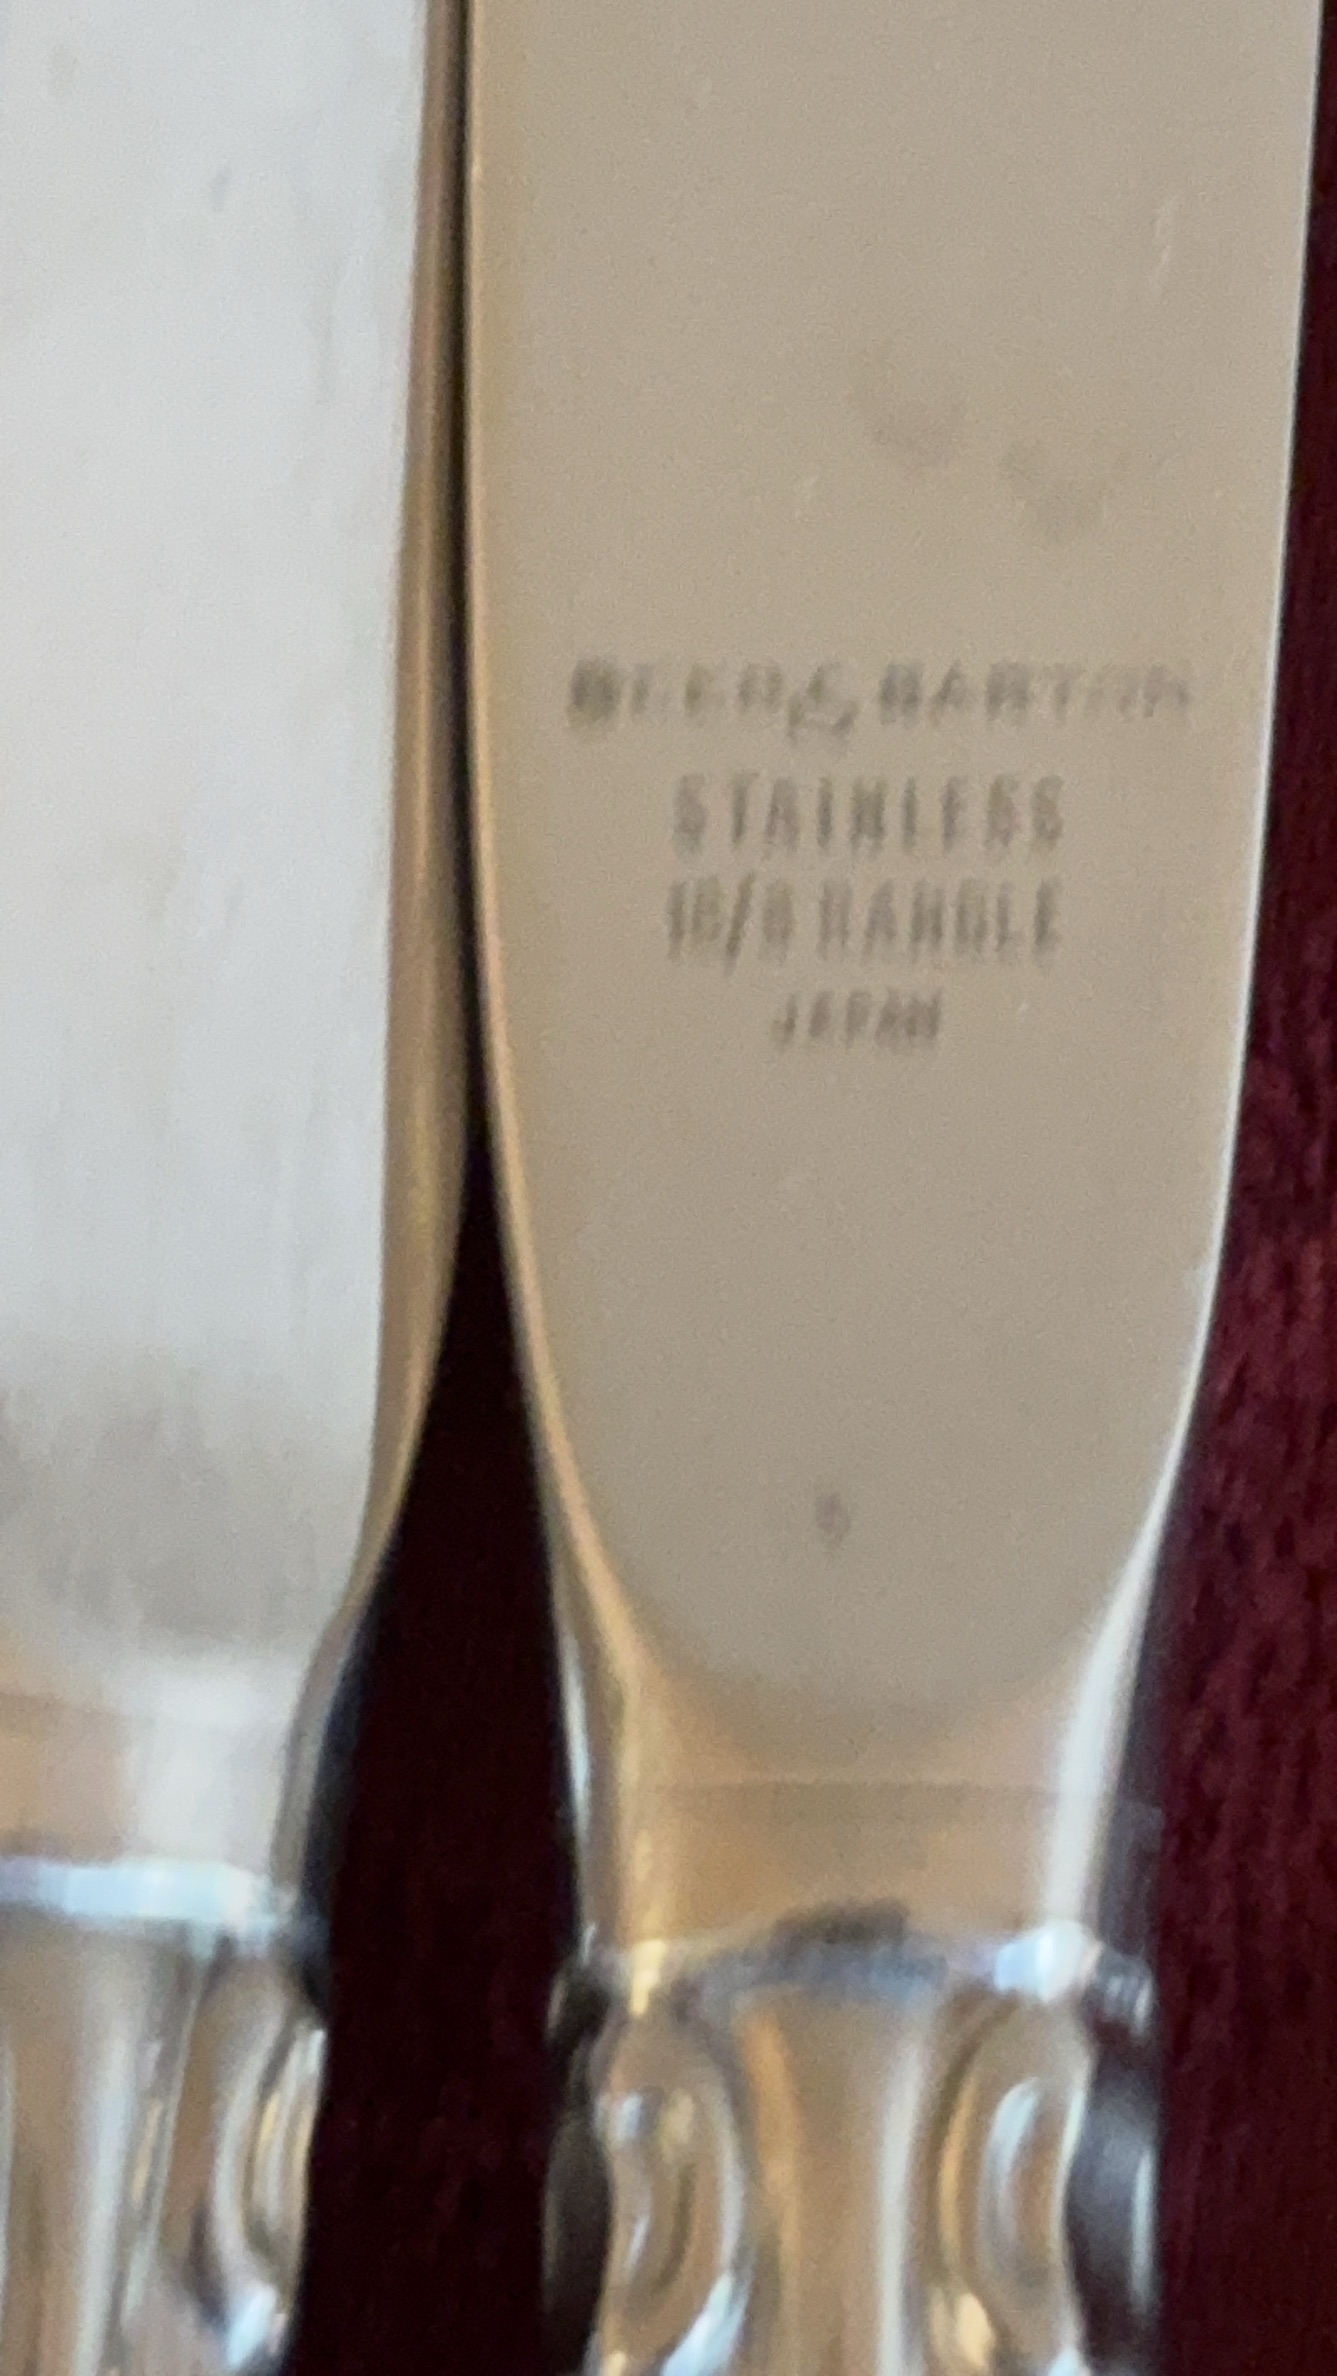 REED & BARTON
STAINLESS
18/8 HANDLE
JAPAN